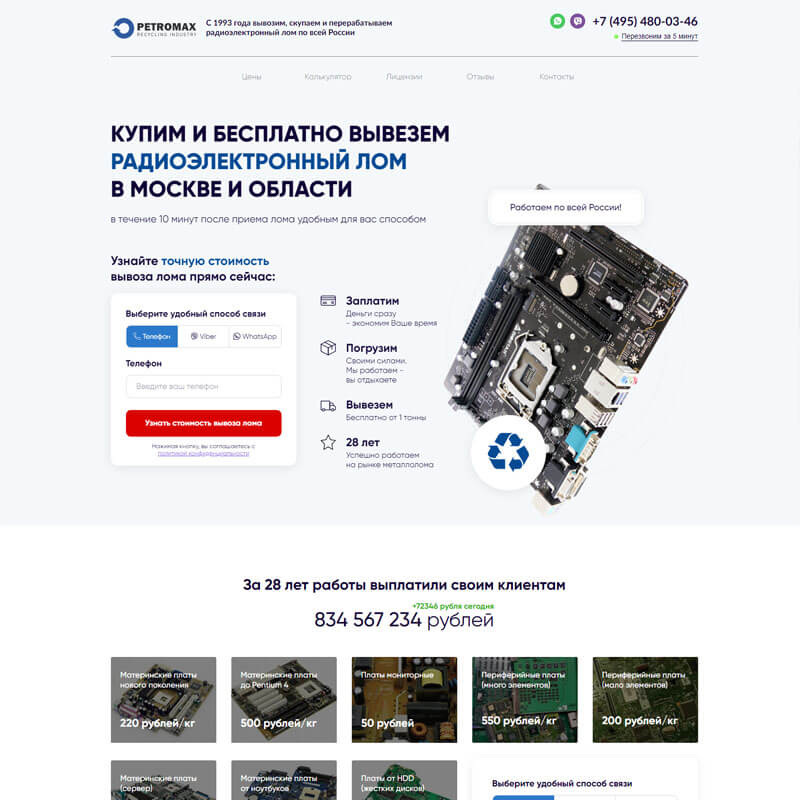 PETROMAX
RECYCLING INDUSTRY
С 1993 года вывозим, скупаем и перерабатываем
радиоэлектронный лом по всей России
+7 (495) 480-03-46
Перезвоним за 5 минут
Цены
Калькулятор
Лицензии
Отзывы
Контакты
КУПИМ И БЕСПЛАТНО ВЫВЕЗЕМ
РАДИОЭЛЕКТРОННЫЙ ЛОМ
В МОСКВЕ И ОБЛАСТИ
в течение 10 минут после приема лома удобным для вас способом
Работаем по всей России!
Узнайте точную стоимость
вывоза лома прямо сейчас:
Выберите удобный способ связи
Телефон
Viber
WhatsApp
Телефон
Введите ваш телефон
Узнать стоимость вывоза лома
Нажимая кнопку, вы соглашаетесь с
политикой конфиденциальности
Заплатим
Деньги сразу
- экономим Ваше время
Погрузим
Своими силами.
Мы работаем -
вы отдыхаете
Вывезем
Бесплатно от 1 тонны
28 лет
Успешно работаем
на рынке металлолома
За 28 лет работы выплатили своим клиентам
+72346 рубля сегодня
834 567 234 рублей
Материнские платы
нового поколения
220 рублей/кг
Материнские платы
до Pentium 4
500 рублей/кг
Платы мониторные
50 рублей
Периферийные платы
(много элементов)
550 рублей/кг
Периферийные платы
(мало элементов)
200 рублей/кг
Материнские платы
(сервер)
Материнские платы
от ноутбуков
Платы от HDD
(жестких дисков)
Выберите удобный способ связи